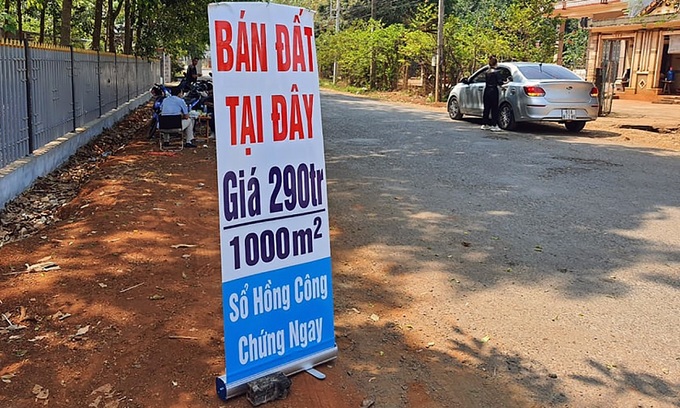 BÁN ĐẤT
TẠI ĐÂY
Giá 290tr
1000m²
Sổ Hồng Công
Chứng Ngay